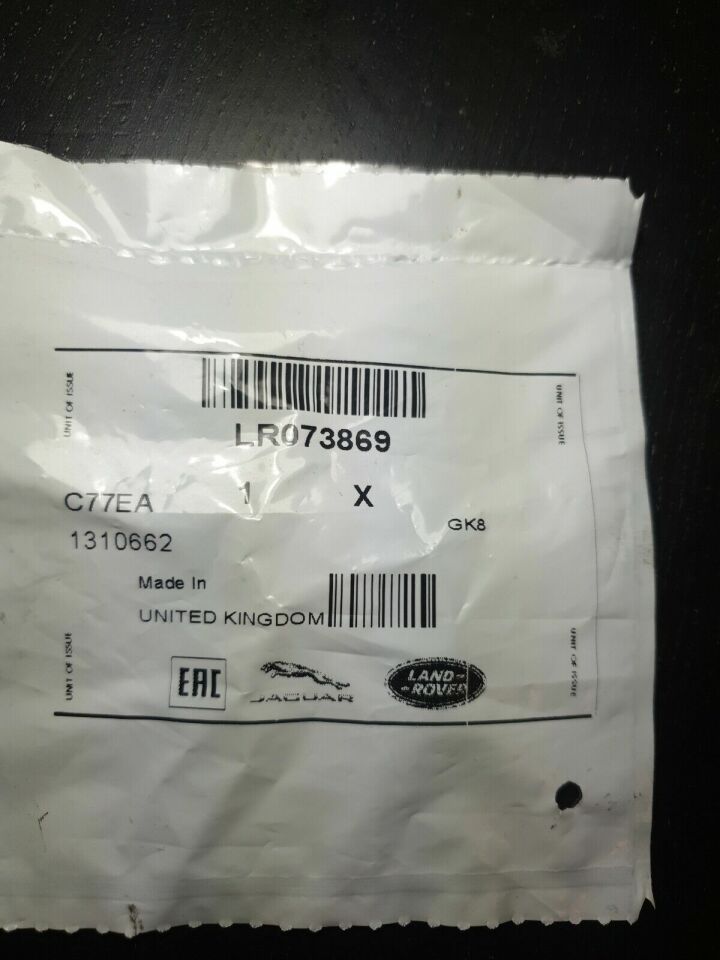 UNIT OF ISSUE
UNIT OF ISSUE
LR073869
C77EA 1 X
GK8
1310662
Made In
UNITED KINGDOM
UNIT OF ISSUE
UNIT OF ISSUE
EAC
JAGUAR
LAND-
-ROVER